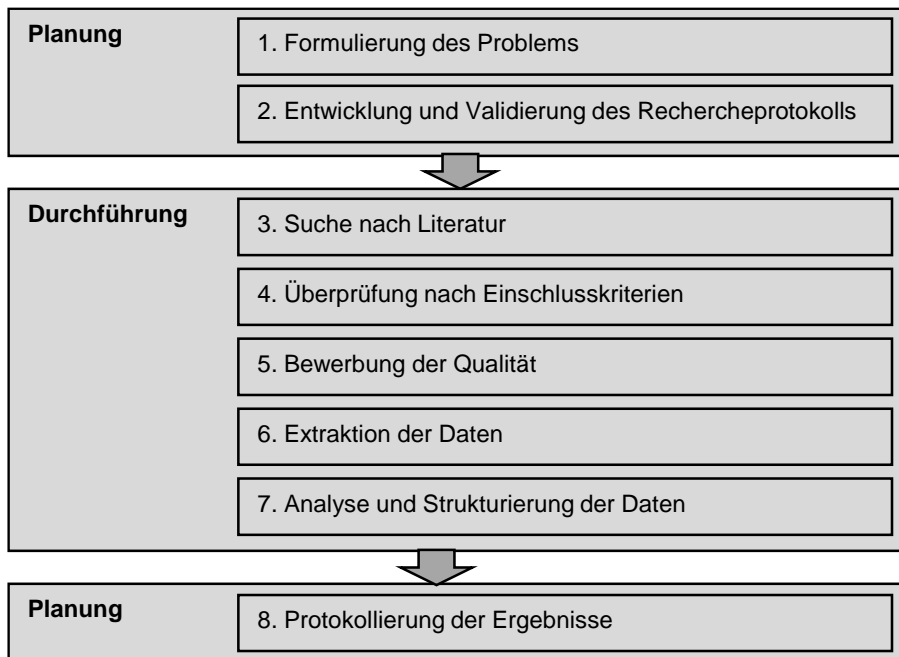 Planung
1. Formulierung des Problems
2. Entwicklung und Validierung des Rechercheprotokolls
Durchführung
3. Suche nach Literatur
4. Überprüfung nach Einschlusskriterien
5. Bewerbung der Qualität
6. Extraktion der Daten
7. Analyse und Strukturierung der Daten
Planung
8. Protokollierung der Ergebnisse